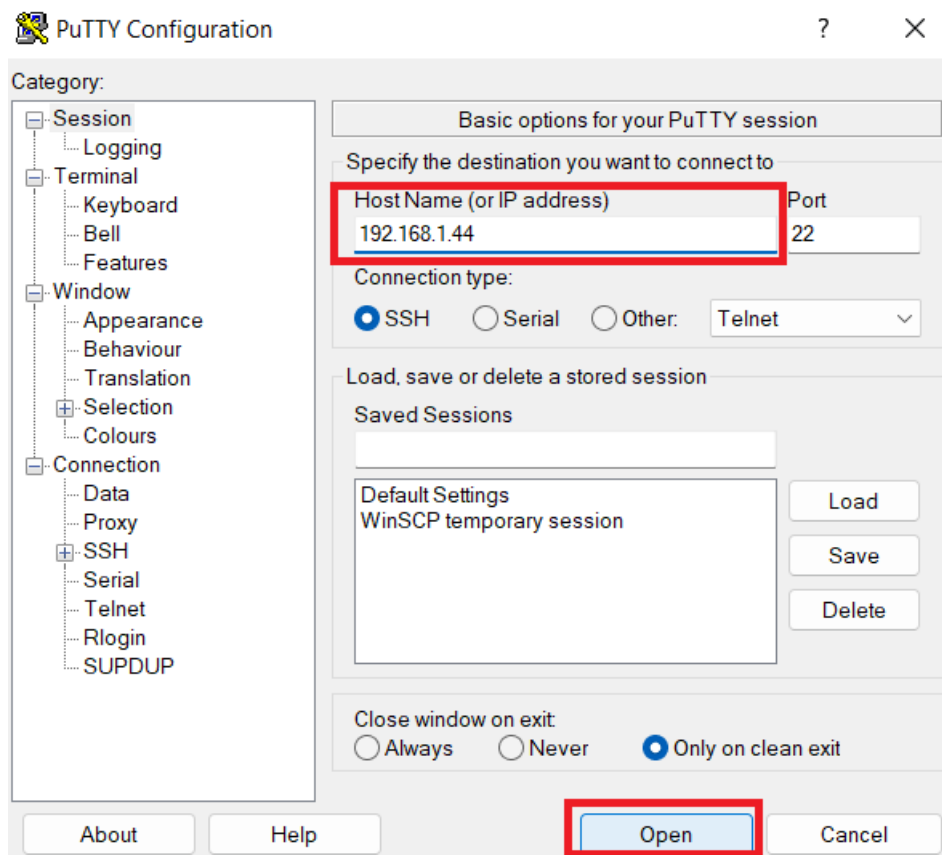 PuTTY Configuration ? ×
Category:
Session
Logging
Terminal
Keyboard
Bell
Features
Window
Appearance
Behaviour
Translation
Selection
Colours
Connection
Data
Proxy
SSH
Serial
Telnet
Rlogin
SUPDUP
Basic options for your PuTTY session
Specify the destination you want to connect to
Host Name (or IP address) Port
192.168.1.44 22
Connection type:
SSH Serial Other: Telnet
Load, save or delete a stored session
Saved Sessions
Default Settings
WinSCP temporary session
Load
Save
Delete
Close window on exit:
Always Never Only on clean exit
About Help Open Cancel